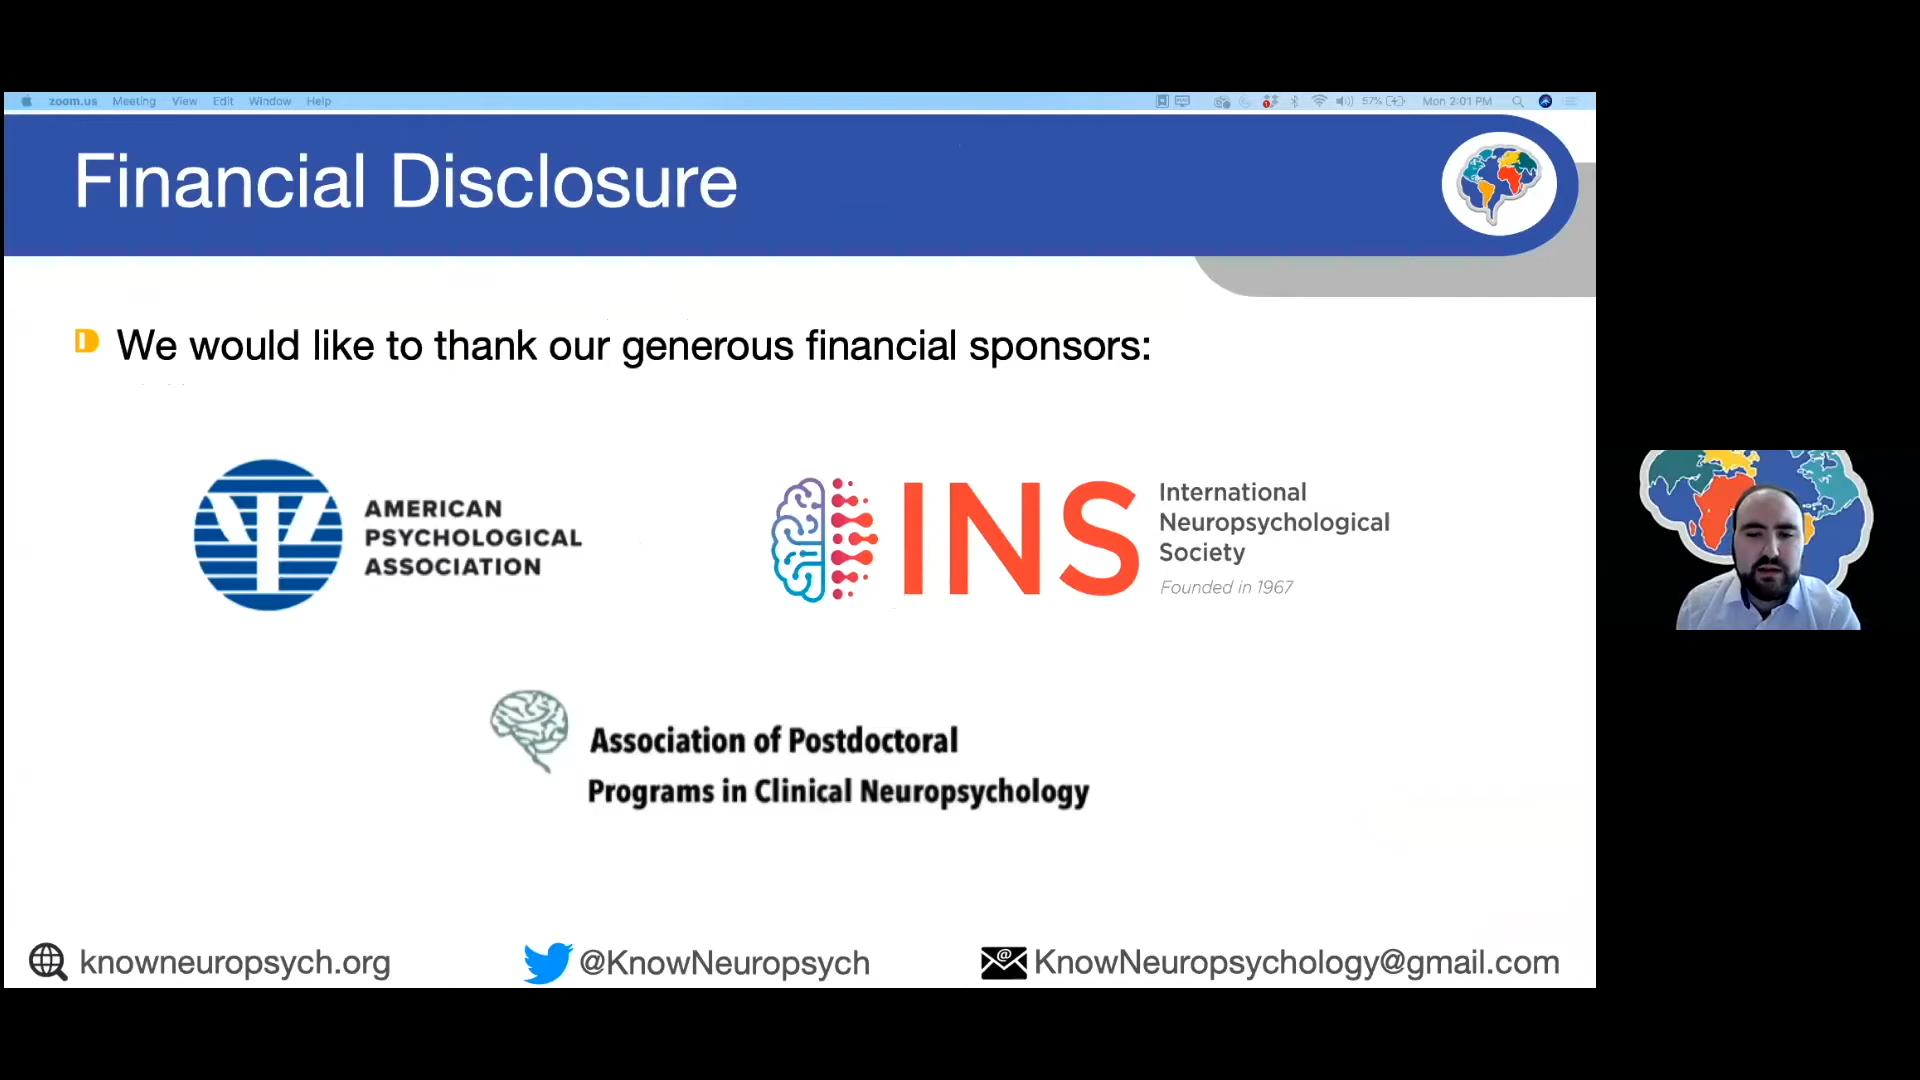 zoom.us Meeting View Edit Window Help 57% Mon 2:01 PM
Financial Disclosure
We would like to thank our generous financial sponsors:
AMERICAN
PSYCHOLOGICAL
ASSOCIATION
INS
International
Neuropsychological
Society
Founded in 1967
Association of Postdoctoral
Programs in Clinical Neuropsychology
knowneuropsych.org
@KnowNeuropsych
KnowNeuropsychology@gmail.com